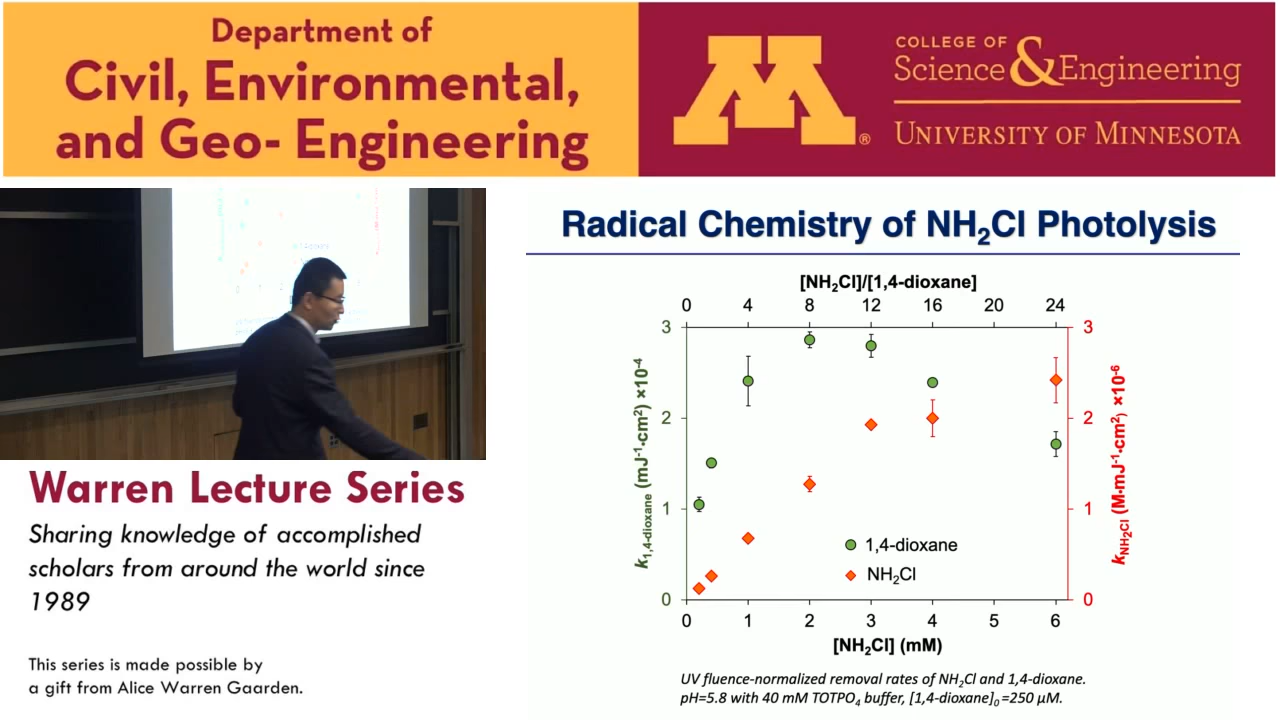 Department of
Civil, Environmental,
and Geo- Engineering
M®
COLLEGE OF
Science & Engineering
UNIVERSITY OF MINNESOTA
Radical Chemistry of NH₂Cl Photolysis
[NH₂Cl]/[1,4-dioxane]
0 4 8 12 16 20 24
3
2
1
0
k1,4-dioxane (mJ⁻¹·cm²) ×10⁻⁴
3
2
1
0
kNH₂Cl (M·mJ⁻¹·cm²) ×10⁻⁶
1,4-dioxane
NH₂Cl
0 1 2 3 4 5 6
[NH₂Cl] (mM)
UV fluence-normalized removal rates of NH₂Cl and 1,4-dioxane.
pH=5.8 with 40 mM TOTPO₄ buffer, [1,4-dioxane]₀=250 µM.
Warren Lecture Series
Sharing knowledge of accomplished
scholars from around the world since
1989
This series is made possible by
a gift from Alice Warren Gaarden.